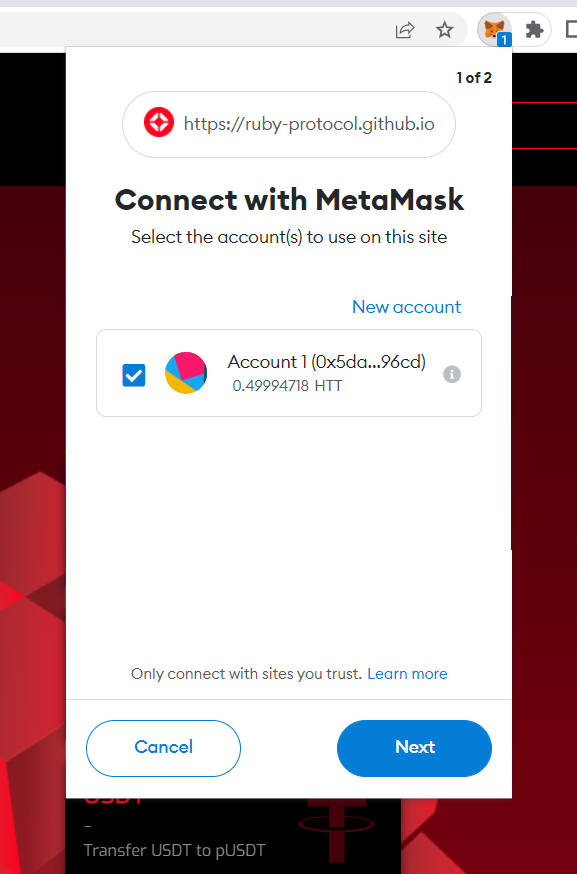 1
1 of 2
https://ruby-protocol.github.io
Connect with MetaMask
Select the account(s) to use on this site
New account
Account 1 (0x5da...96cd)
0.49994718 HTT
Only connect with sites you trust. Learn more
Cancel
Next
USDT
-
Transfer USDT to pUSDT